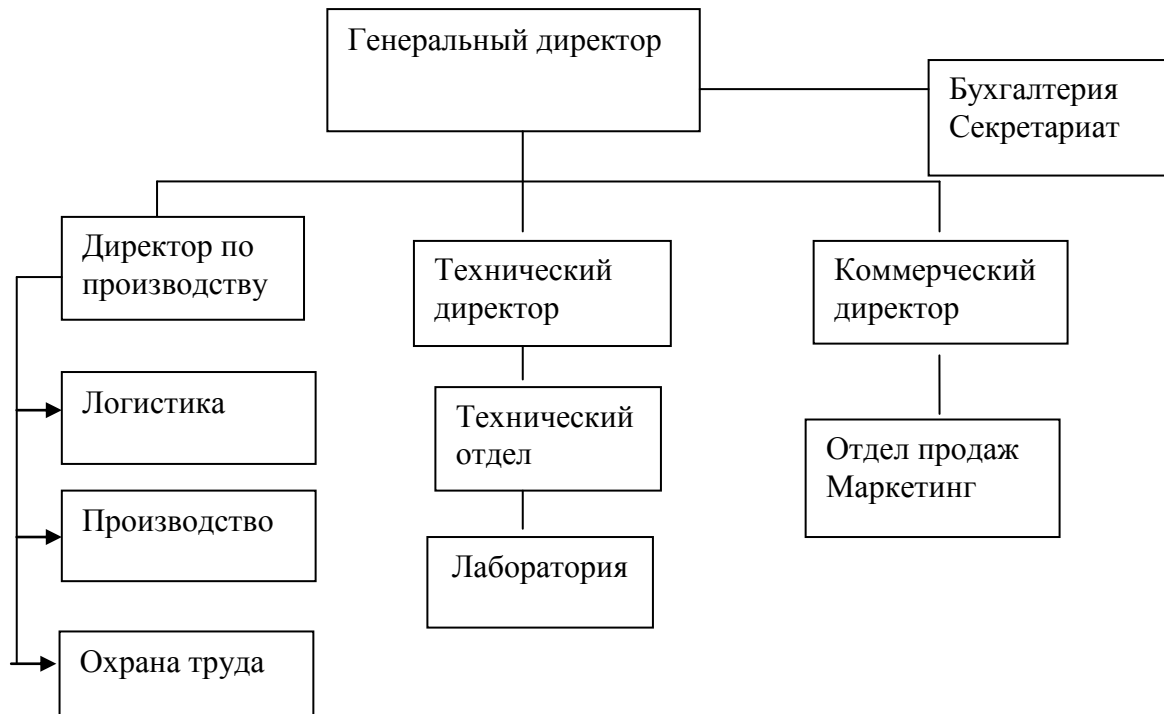 Генеральный директор
Бухгалтерия
Секретариат
Директор по
производству
Технический
директор
Коммерческий
директор
Логистика
Технический
отдел
Отдел продаж
Маркетинг
Производство
Лаборатория
Охрана труда